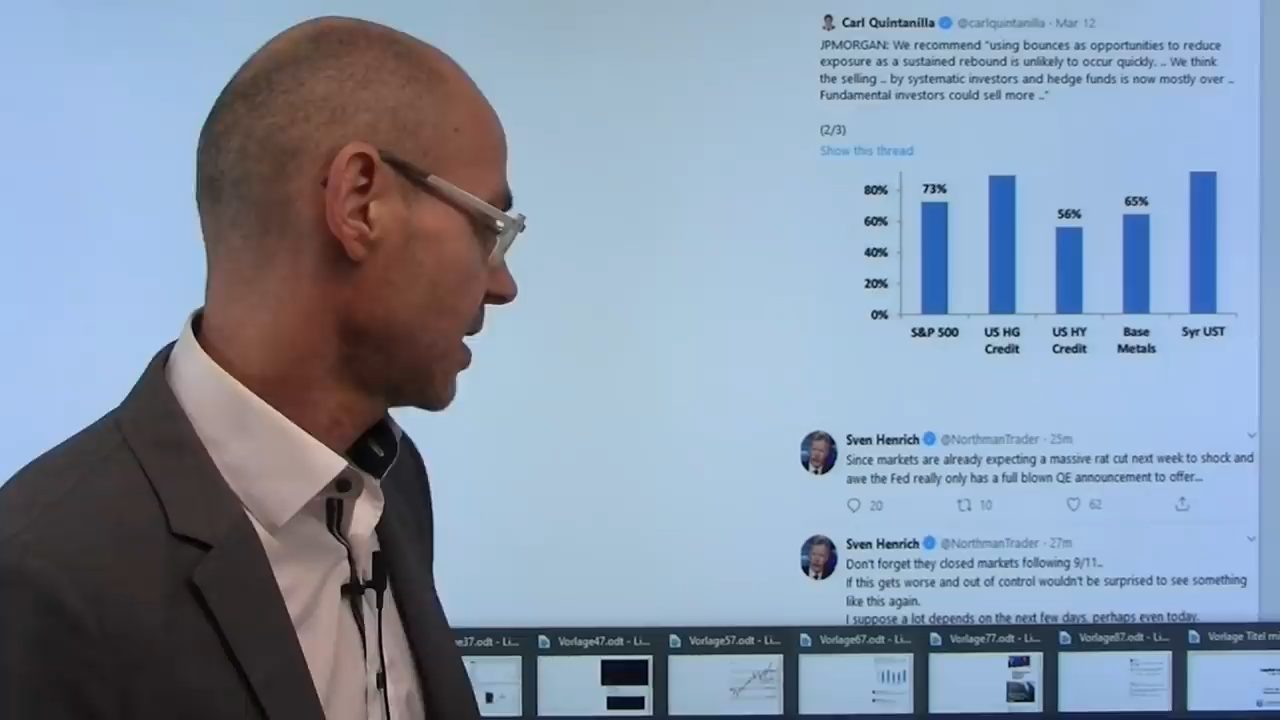 Carl Quintanilla @carlquintanilla · Mar 12
JPMORGAN: We recommend "using bounces as opportunities to reduce
exposure as a sustained rebound is unlikely to occur quickly. .. We think
the selling .. by systematic investors and hedge funds is now mostly over ..
Fundamental investors could sell more .."
(2/3)
Show this thread
80%
60%
40%
20%
0%
73%
56%
65%
S&P 500
US HG
Credit
US HY
Credit
Base
Metals
5yr UST
Sven Henrich @NorthmanTrader · 25m
Since markets are already expecting a massive rat cut next week to shock and
awe the Fed really only has a full blown QE announcement to offer...
20 10 62
Sven Henrich @NorthmanTrader · 27m
Don't forget they closed markets following 9/11..
If this gets worse and out of control wouldn't be surprised to see something
like this again.
I suppose a lot depends on the next few days, perhaps even today.
e37.odt - Li... Vorlage47.odt - Li... Vorlage57.odt - Li... Vorlage67.odt - Li... Vorlage77.odt - Li... Vorlage87.odt - Li... Vorlage Titel m